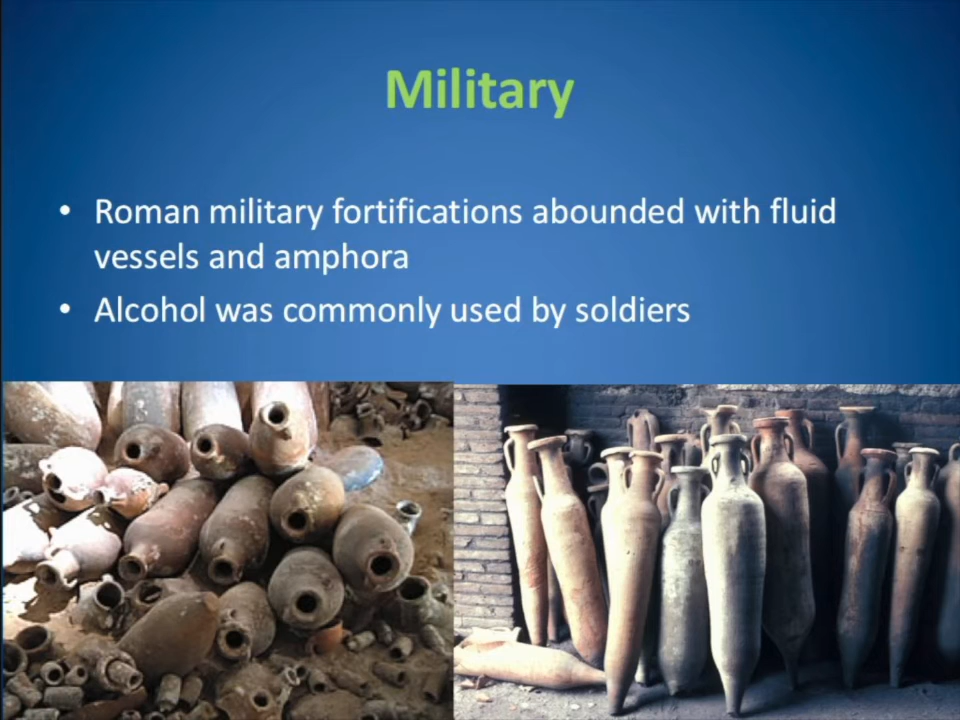 Military
• Roman military fortifications abounded with fluid
vessels and amphora
• Alcohol was commonly used by soldiers